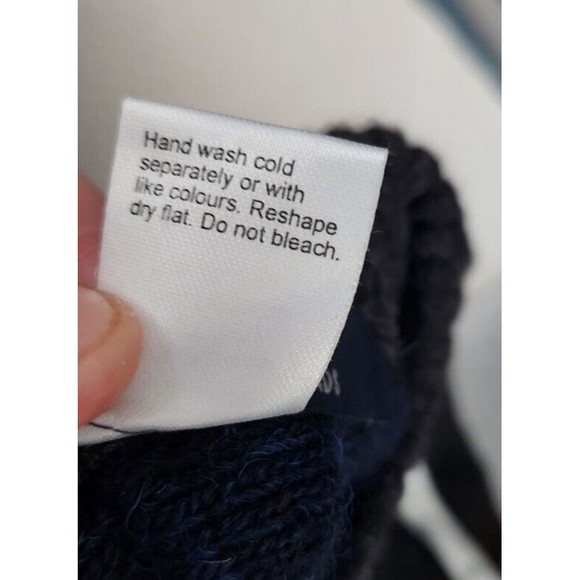 Hand wash cold
separately or with
like colours. Reshape
dry flat. Do not bleach.